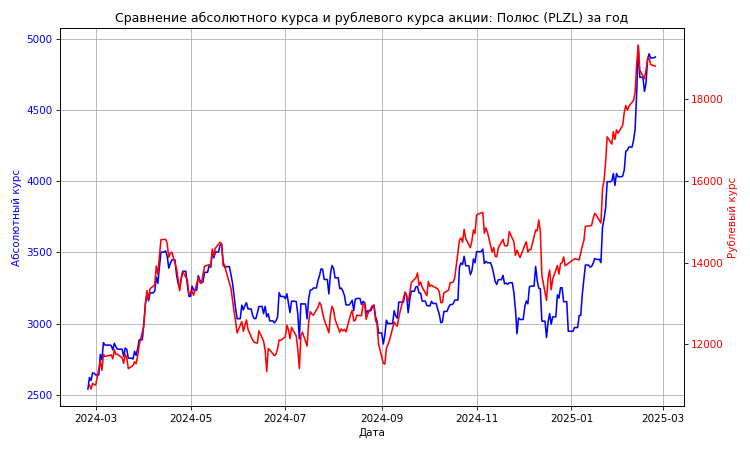 Сравнение абсолютного курса и рублевого курса акции: Полюс (PLZL) за год
5000
4500
4000
3500
3000
2500
Абсолютный курс
18000
16000
14000
12000
Рублевый курс
2024-03 2024-05 2024-07 2024-09 2024-11 2025-01 2025-03
Дата